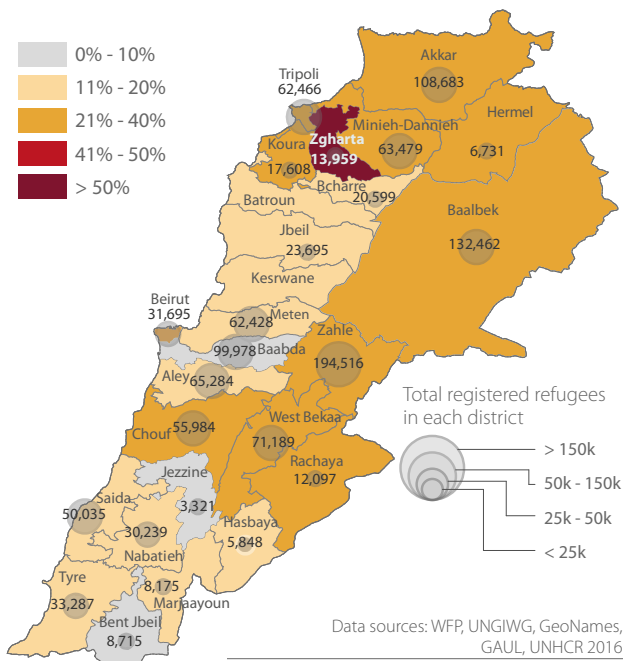 0% - 10%
11% - 20%
21% - 40%
41% - 50%
> 50%
Akkar
108,683
Tripoli
62,466
Hermel
6,731
Minieh-Dannieh
63,479
Zgharta
13,959
Koura
17,608
Bcharre
20,599
Batroun
Baalbek
132,462
Jbeil
23,695
Kesrwane
Beirut
31,695
Meten
62,428
Zahle
194,516
Baabda
99,978
Aley
65,284
Total registered refugees
in each district
> 150k
50k - 150k
25k - 50k
< 25k
Chouf
55,984
West Bekaa
71,189
Rachaya
12,097
Jezzine
3,321
Saida
50,035
Hasbaya
5,848
30,239
Nabatieh
Tyre
33,287
8,175
Marjaayoun
Bent Jbeil
8,715
Data sources: WFP, UNGIWG, GeoNames,
GAUL, UNHCR 2016